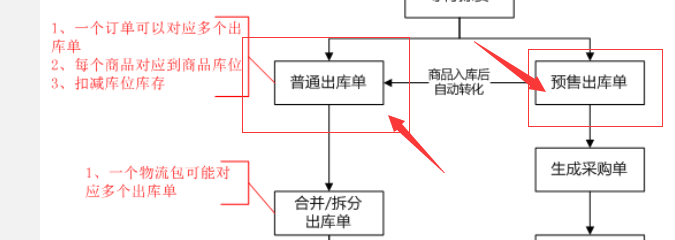 1、一个订单可以对应多个出
库单
2、每个商品对应到商品库位
3、扣减库位库存
普通出库单
商品入库后
自动转化
预售出库单
1、一个物流包可能对
应多个出库单
生成采购单
合并/拆分
出库单